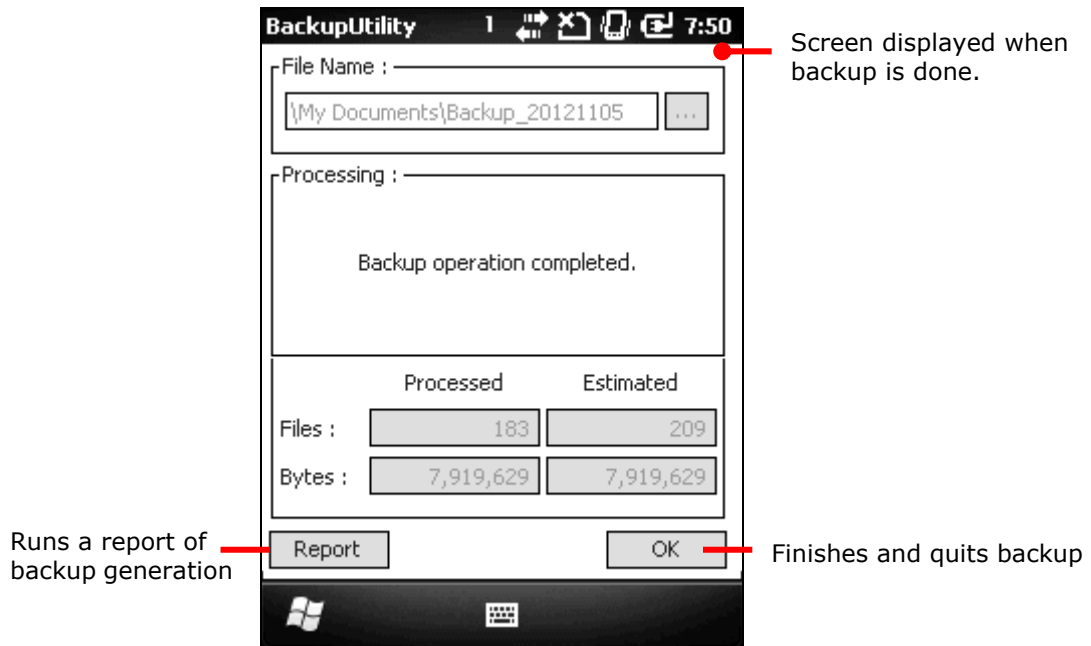 BackupUtility 1 7:50
Screen displayed when
backup is done.
File Name :
\My Documents\Backup_20121105 ...
Processing :
Backup operation completed.
Processed Estimated
Files : 183 209
Bytes : 7,919,629 7,919,629
Runs a report of
backup generation
Report OK
Finishes and quits backup